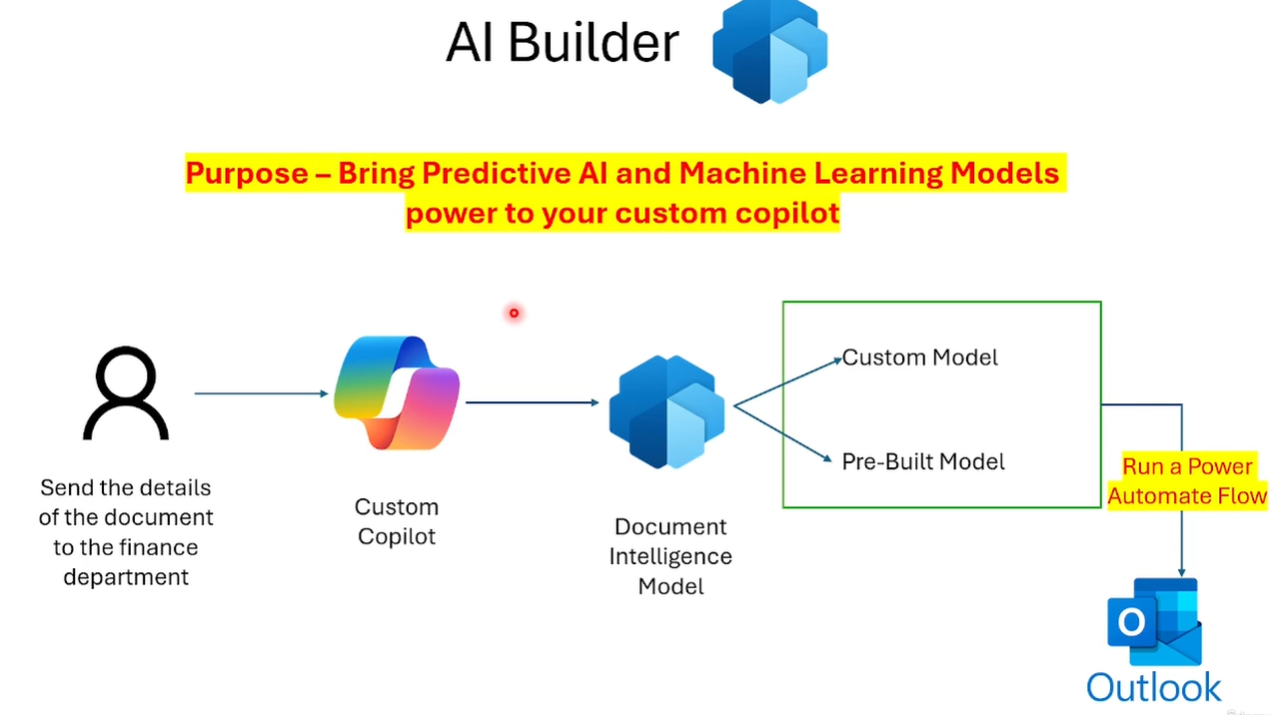 AI Builder
Purpose – Bring Predictive AI and Machine Learning Models
power to your custom copilot
Send the details
of the document
to the finance
department
Custom
Copilot
Document
Intelligence
Model
Custom Model
Pre-Built Model
Run a Power
Automate Flow
O
Outlook